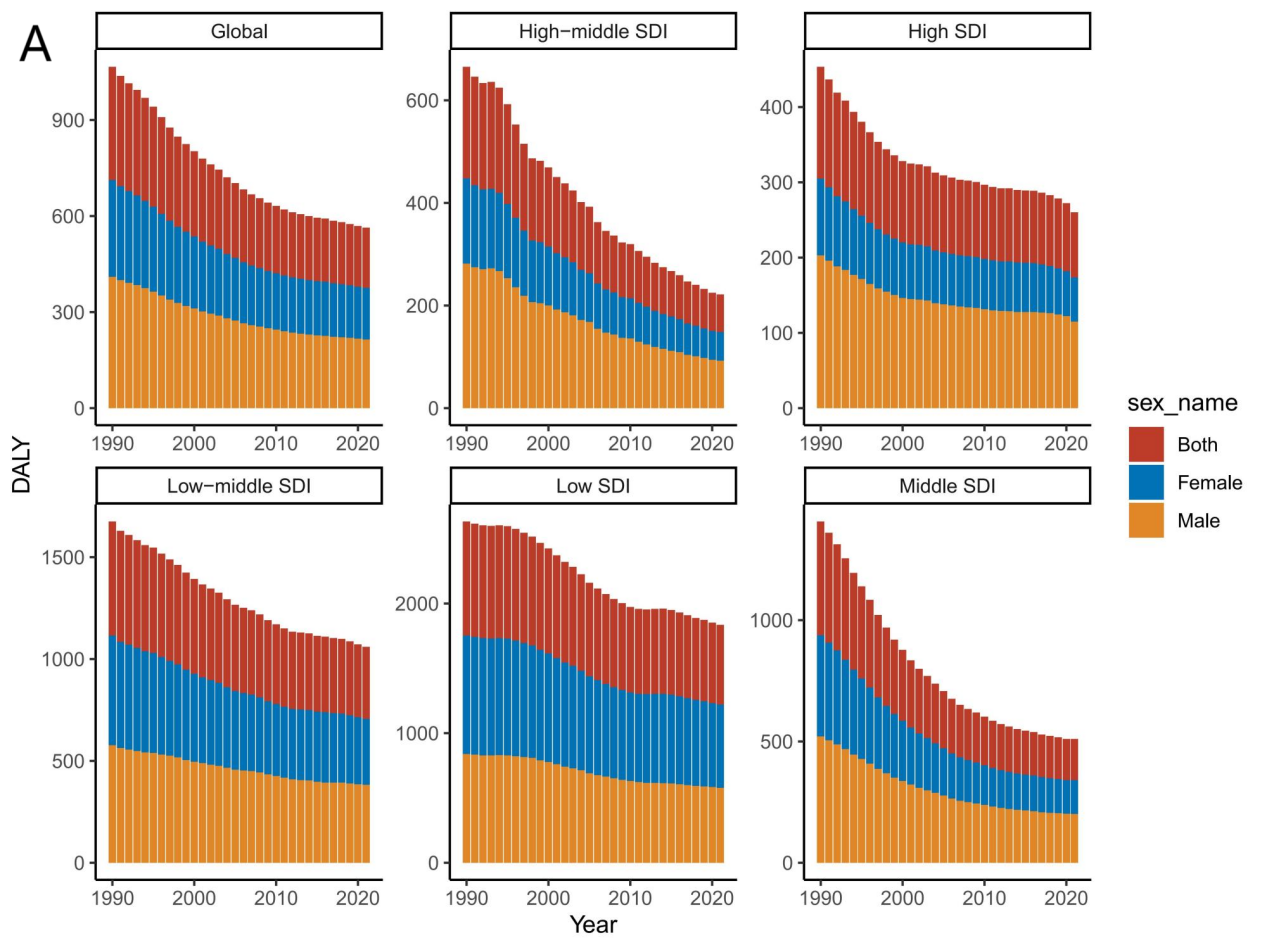 A
Global
High−middle SDI
High SDI
900
600
300
0
600
400
200
0
400
300
200
100
0
1990 2000 2010 2020
1990 2000 2010 2020
1990 2000 2010 2020
DALY
Low−middle SDI
Low SDI
Middle SDI
1500
1000
500
0
2000
1000
0
1000
500
0
1990 2000 2010 2020
1990 2000 2010 2020
1990 2000 2010 2020
Year
sex_name
Both
Female
Male